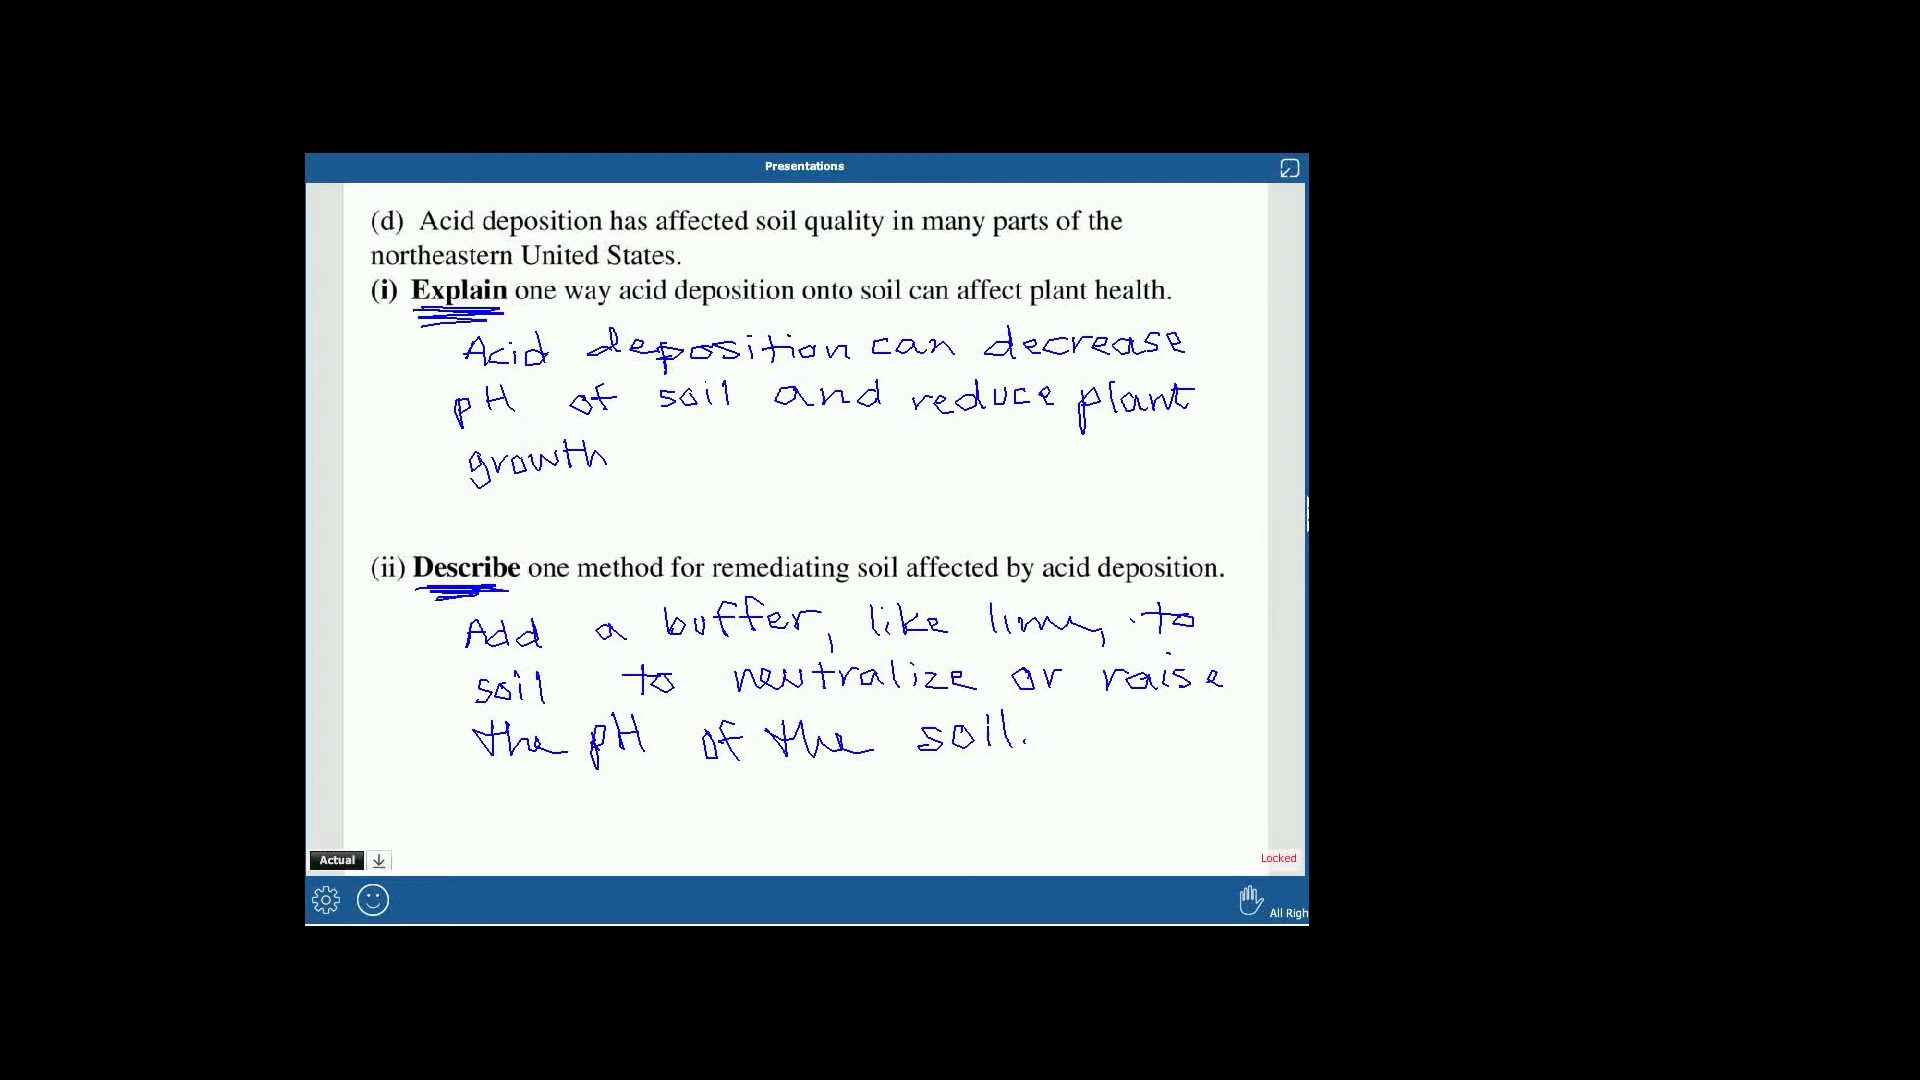 Presentations
(d) Acid deposition has affected soil quality in many parts of the
northeastern United States.
(i) Explain one way acid deposition onto soil can affect plant health.
Acid deposition can decrease
pH of soil and reduce plant
growth
(ii) Describe one method for remediating soil affected by acid deposition.
Add a buffer, like lime, to
soil to neutralize or raise
the pH of the soil.
Actual
Locked
All Righ